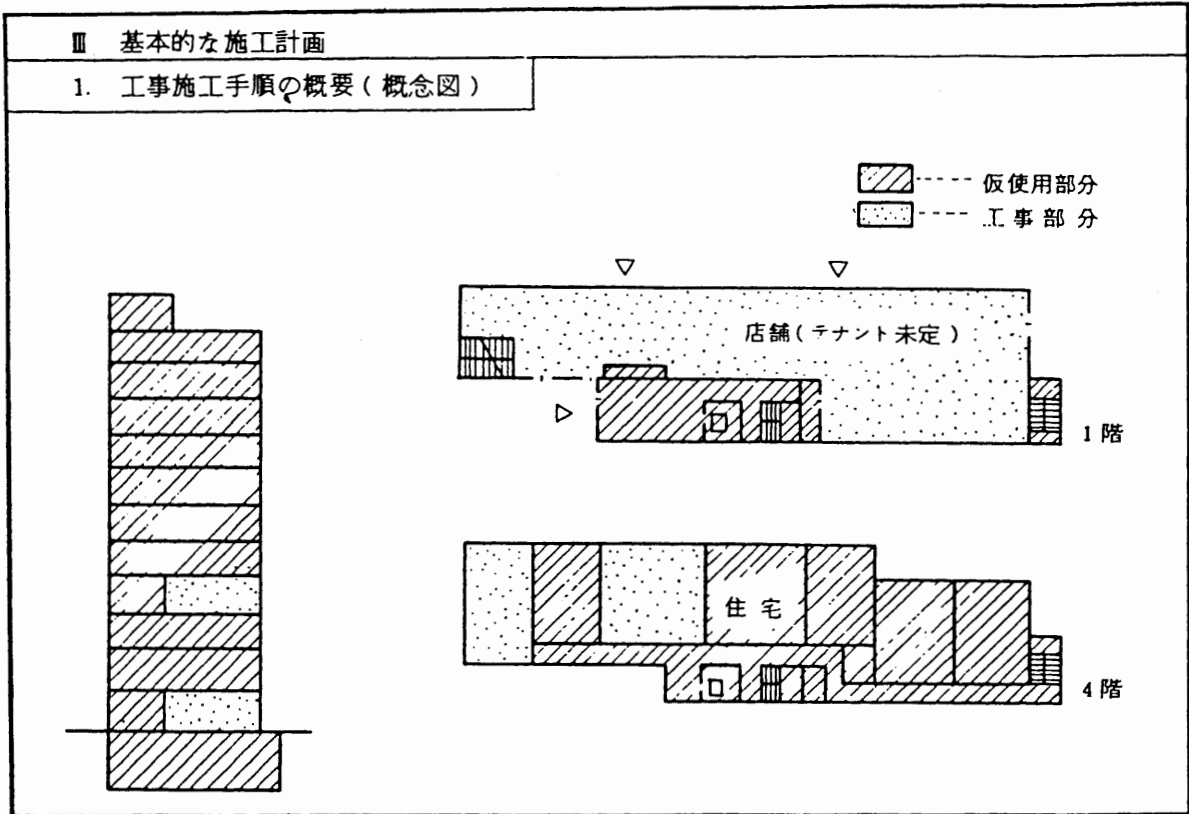 Ⅲ 基本的な施工計画
1. 工事施工手順の概要(概念図)
仮使用部分
工事部分
店舗(テナント未定)
1階
住宅
4階